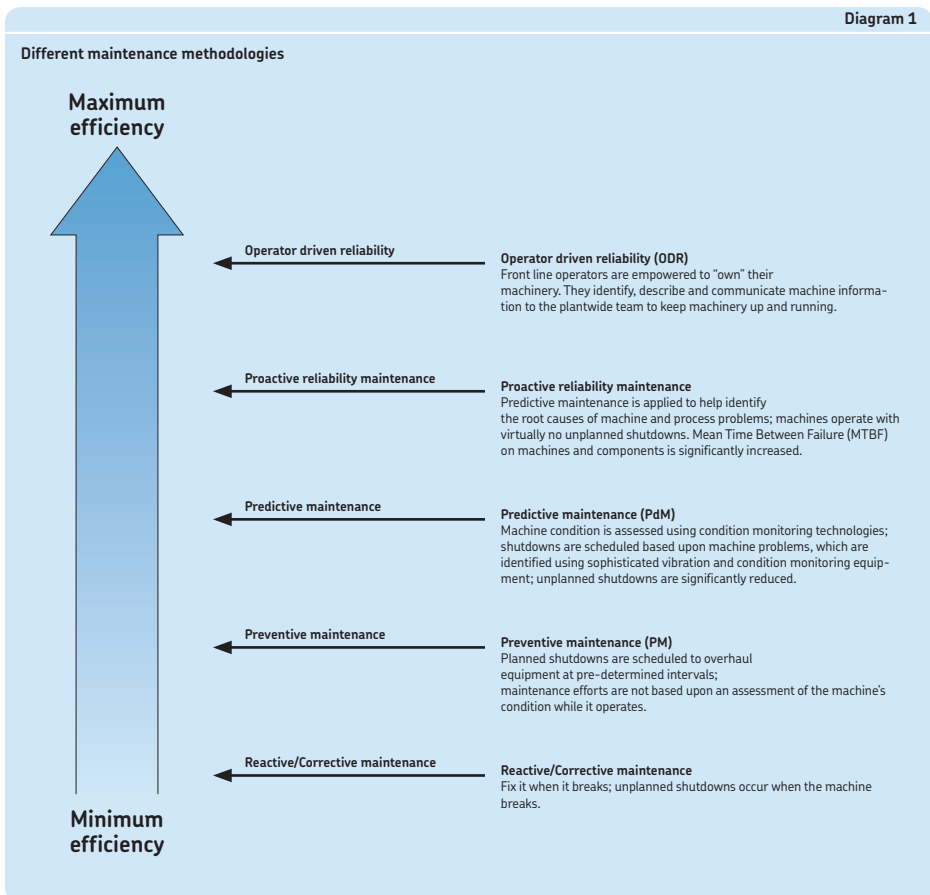 Diagram 1
Different maintenance methodologies
Maximum
efficiency
Operator driven reliability
Operator driven reliability (ODR)
Front line operators are empowered to “own” their
machinery. They identify, describe and communicate machine informa-
tion to the plantwide team to keep machinery up and running.
Proactive reliability maintenance
Proactive reliability maintenance
Predictive maintenance is applied to help identify
the root causes of machine and process problems; machines operate with
virtually no unplanned shutdowns. Mean Time Between Failure (MTBF)
on machines and components is significantly increased.
Predictive maintenance
Predictive maintenance (PdM)
Machine condition is assessed using condition monitoring technologies;
shutdowns are scheduled based upon machine problems, which are
identified using sophisticated vibration and condition monitoring equip-
ment; unplanned shutdowns are significantly reduced.
Preventive maintenance
Preventive maintenance (PM)
Planned shutdowns are scheduled to overhaul
equipment at pre-determined intervals;
maintenance efforts are not based upon an assessment of the machine’s
condition while it operates.
Reactive/Corrective maintenance
Reactive/Corrective maintenance
Fix it when it breaks; unplanned shutdowns occur when the machine
breaks.
Minimum
efficiency